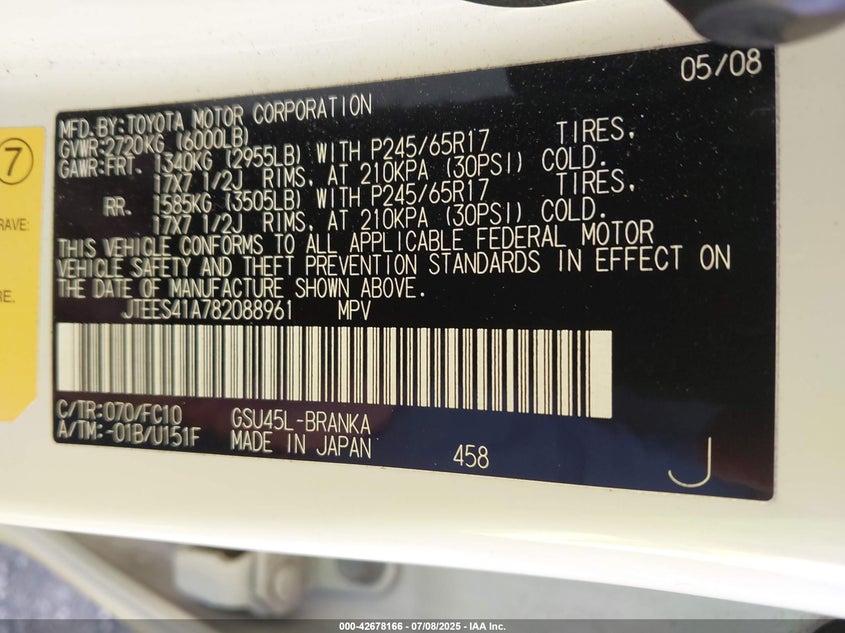 05/08
MFD.BY:TOYOTA MOTOR CORPORATION
GVWR:2720KG (6000LB)
GAWR:FRT. 1340KG (2955LB) WITH P245/65R17 TIRES,
17X7 1/2J RIMS, AT 210KPA (30PSI) COLD.
RR. 1585KG (3505LB) WITH P245/65R17 TIRES,
17X7 1/2J RIMS, AT 210KPA (30PSI) COLD.
THIS VEHICLE CONFORMS TO ALL APPLICABLE FEDERAL MOTOR
VEHICLE SAFETY AND THEFT PREVENTION STANDARDS IN EFFECT ON
THE DATE OF MANUFACTURE SHOWN ABOVE.
JTEES41A782088961 MPV
C/TR:070/FC10 GSU45L-BRANKA
A/TM:-01B/U151F MADE IN JAPAN 458
J
7
RAVE:
RE.
000-42678166 - 07/08/2025 - IAA Inc.